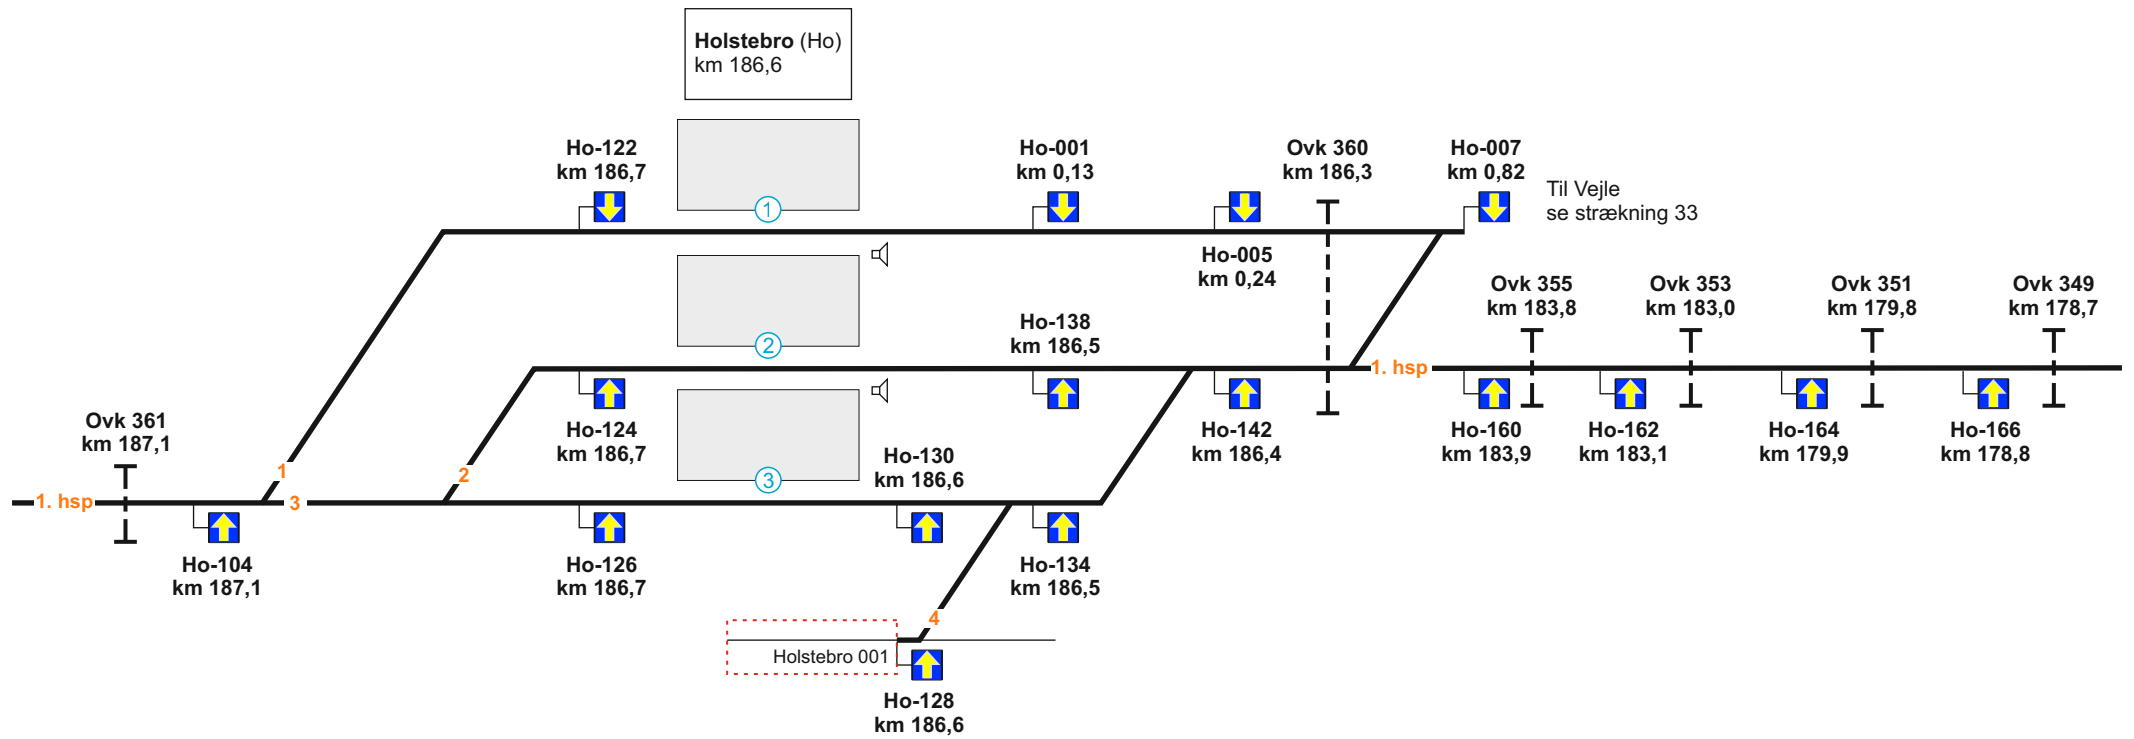 Holstebro (Ho)
km 186,6
Ho-122
km 186,7
Ho-001
km 0,13
Ovk 360
km 186,3
Ho-007
km 0,82
Til Vejle
se strækning 33
1
Ho-005
km 0,24
Ovk 355
km 183,8
Ovk 353
km 183,0
Ovk 351
km 179,8
Ovk 349
km 178,7
Ho-138
km 186,5
2
1. hsp
Ho-124
km 186,7
Ho-142
km 186,4
Ho-160
km 183,9
Ho-162
km 183,1
Ho-164
km 179,9
Ho-166
km 178,8
Ovk 361
km 187,1
Ho-130
km 186,6
1
2
3
1. hsp
3
Ho-104
km 187,1
Ho-126
km 186,7
Ho-134
km 186,5
4
Holstebro 001
Ho-128
km 186,6